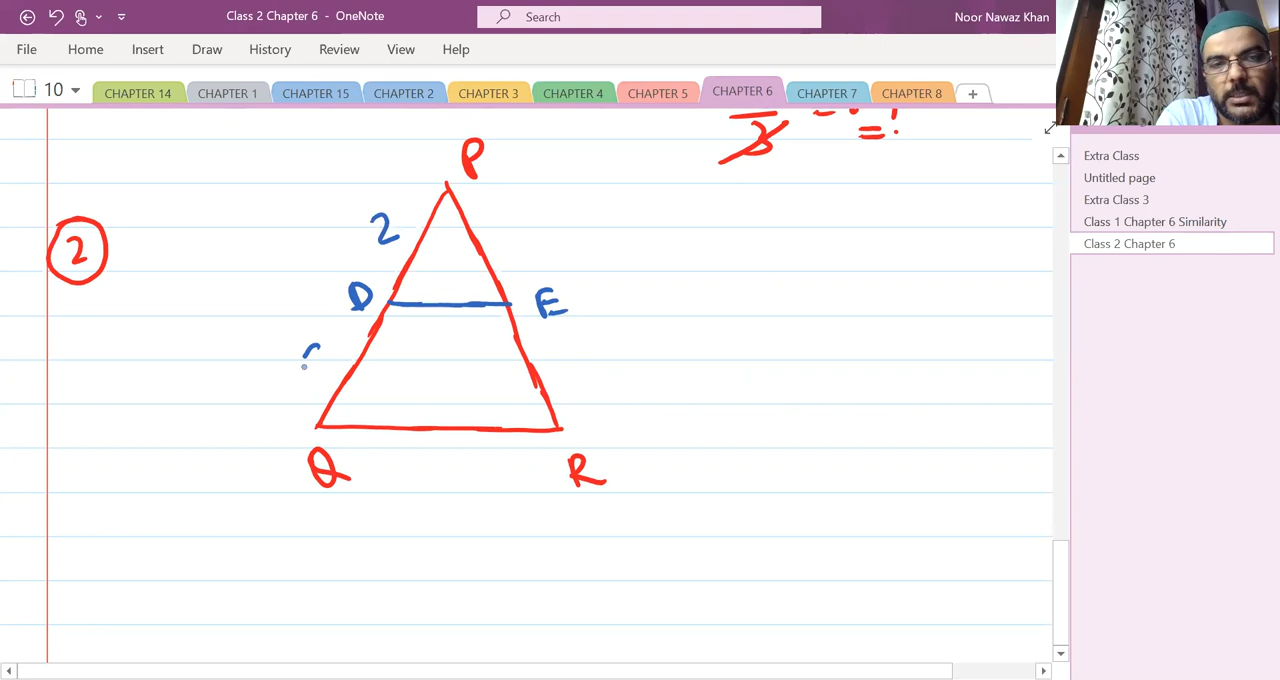 Class 2 Chapter 6 - OneNote
Search
Noor Nawaz Khan
File Home Insert Draw History Review View Help
10 CHAPTER 14 CHAPTER 1 CHAPTER 15 CHAPTER 2 CHAPTER 3 CHAPTER 4 CHAPTER 5 CHAPTER 6 CHAPTER 7 CHAPTER 8 +
Extra Class
Untitled page
Extra Class 3
Class 1 Chapter 6 Similarity
Class 2 Chapter 6
3
= !
P
2
2
D E
Q R